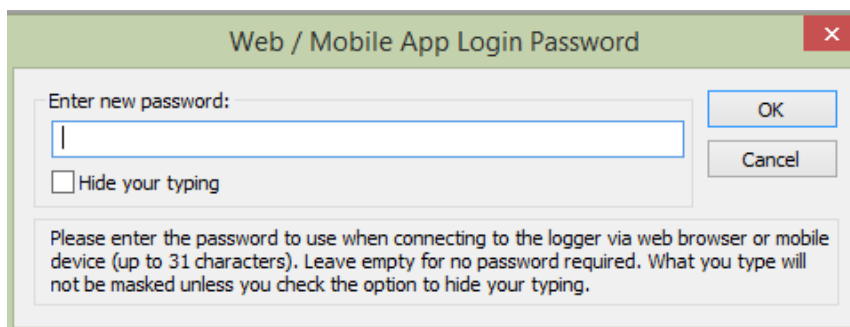 Web / Mobile App Login Password
Enter new password:
OK
Cancel
Hide your typing
Please enter the password to use when connecting to the logger via web browser or mobile
device (up to 31 characters). Leave empty for no password required. What you type will
not be masked unless you check the option to hide your typing.